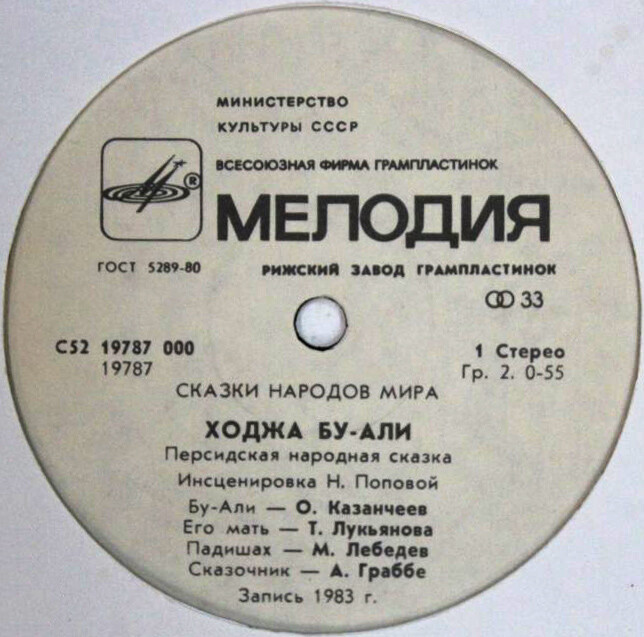 МИНИСТЕРСТВО
КУЛЬТУРЫ СССР
ВСЕСОЮЗНАЯ ФИРМА ГРАМПЛАСТИНОК
®
МЕЛОДИЯ
ГОСТ 5289-80 РИЖСКИЙ ЗАВОД ГРАМПЛАСТИНОК
33
С52 19787 000 1 Стерео
19787 Гр. 2. 0-55
СКАЗКИ НАРОДОВ МИРА
ХОДЖА БУ-АЛИ
Персидская народная сказка
Инсценировка Н. Поповой
Бу-Али — О. Казанчеев
Его мать — Т. Лукьянова
Падишах — М. Лебедев
Сказочник — А. Граббе
Запись 1983 г.